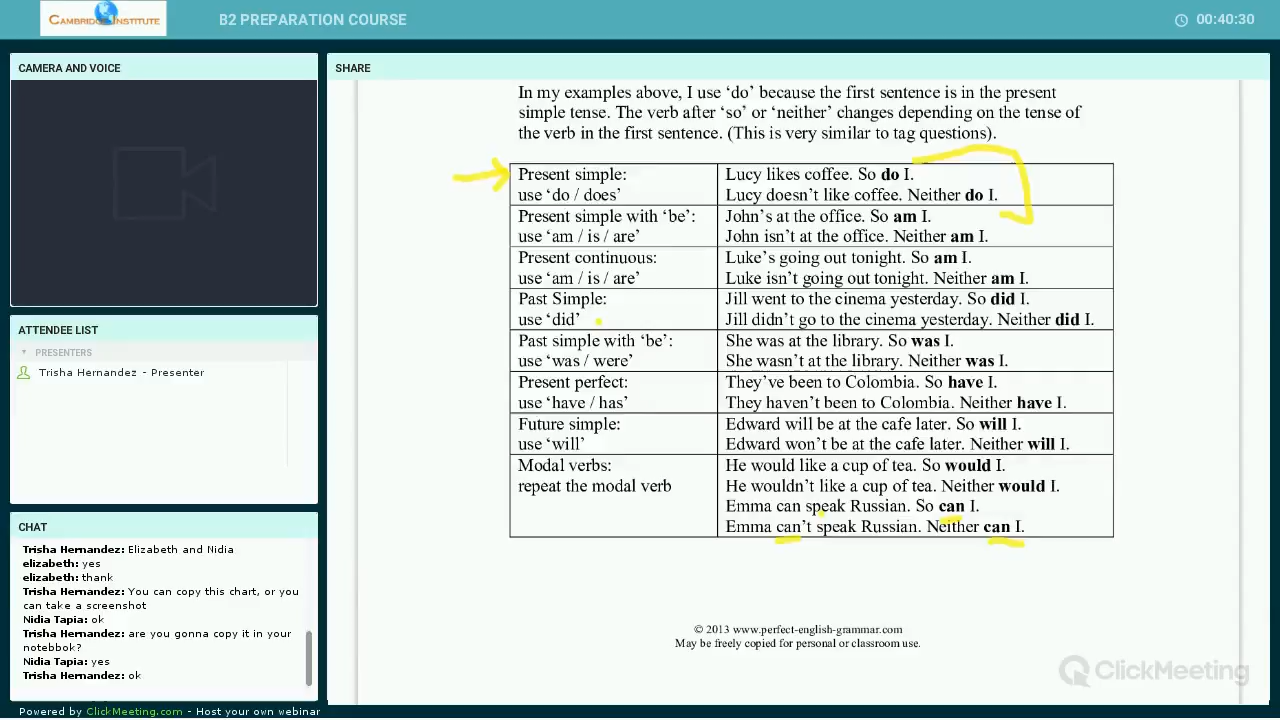 CAMBRIDGE INSTITUTE
B2 PREPARATION COURSE
00:40:30
CAMERA AND VOICE
ATTENDEE LIST
PRESENTERS
Trisha Hernandez - Presenter
CHAT
Trisha Hernandez: Elizabeth and Nidia
elizabeth: yes
elizabeth: thank
Trisha Hernandez: You can copy this chart, or you
can take a screenshot
Nidia Tapia: ok
Trisha Hernandez: are you gonna copy it in your
notebbok?
Nidia Tapia: yes
Trisha Hernandez: ok
Powered by ClickMeeting.com - Host your own webinar
SHARE
In my examples above, I use ‘do’ because the first sentence is in the present
simple tense. The verb after ‘so’ or ‘neither’ changes depending on the tense of
the verb in the first sentence. (This is very similar to tag questions).
Present simple:
use ‘do / does’
Lucy likes coffee. So do I.
Lucy doesn’t like coffee. Neither do I.
Present simple with ‘be’:
use ‘am / is / are’
John’s at the office. So am I.
John isn’t at the office. Neither am I.
Present continuous:
use ‘am / is / are’
Luke’s going out tonight. So am I.
Luke isn’t going out tonight. Neither am I.
Past Simple:
use ‘did’
Jill went to the cinema yesterday. So did I.
Jill didn’t go to the cinema yesterday. Neither did I.
Past simple with ‘be’:
use ‘was / were’
She was at the library. So was I.
She wasn’t at the library. Neither was I.
Present perfect:
use ‘have / has’
They’ve been to Colombia. So have I.
They haven’t been to Colombia. Neither have I.
Future simple:
use ‘will’
Edward will be at the cafe later. So will I.
Edward won’t be at the cafe later. Neither will I.
Modal verbs:
repeat the modal verb
He would like a cup of tea. So would I.
He wouldn’t like a cup of tea. Neither would I.
Emma can speak Russian. So can I.
Emma can’t speak Russian. Neither can I.
© 2013 www.perfect-english-grammar.com
May be freely copied for personal or classroom use.
ClickMeeting